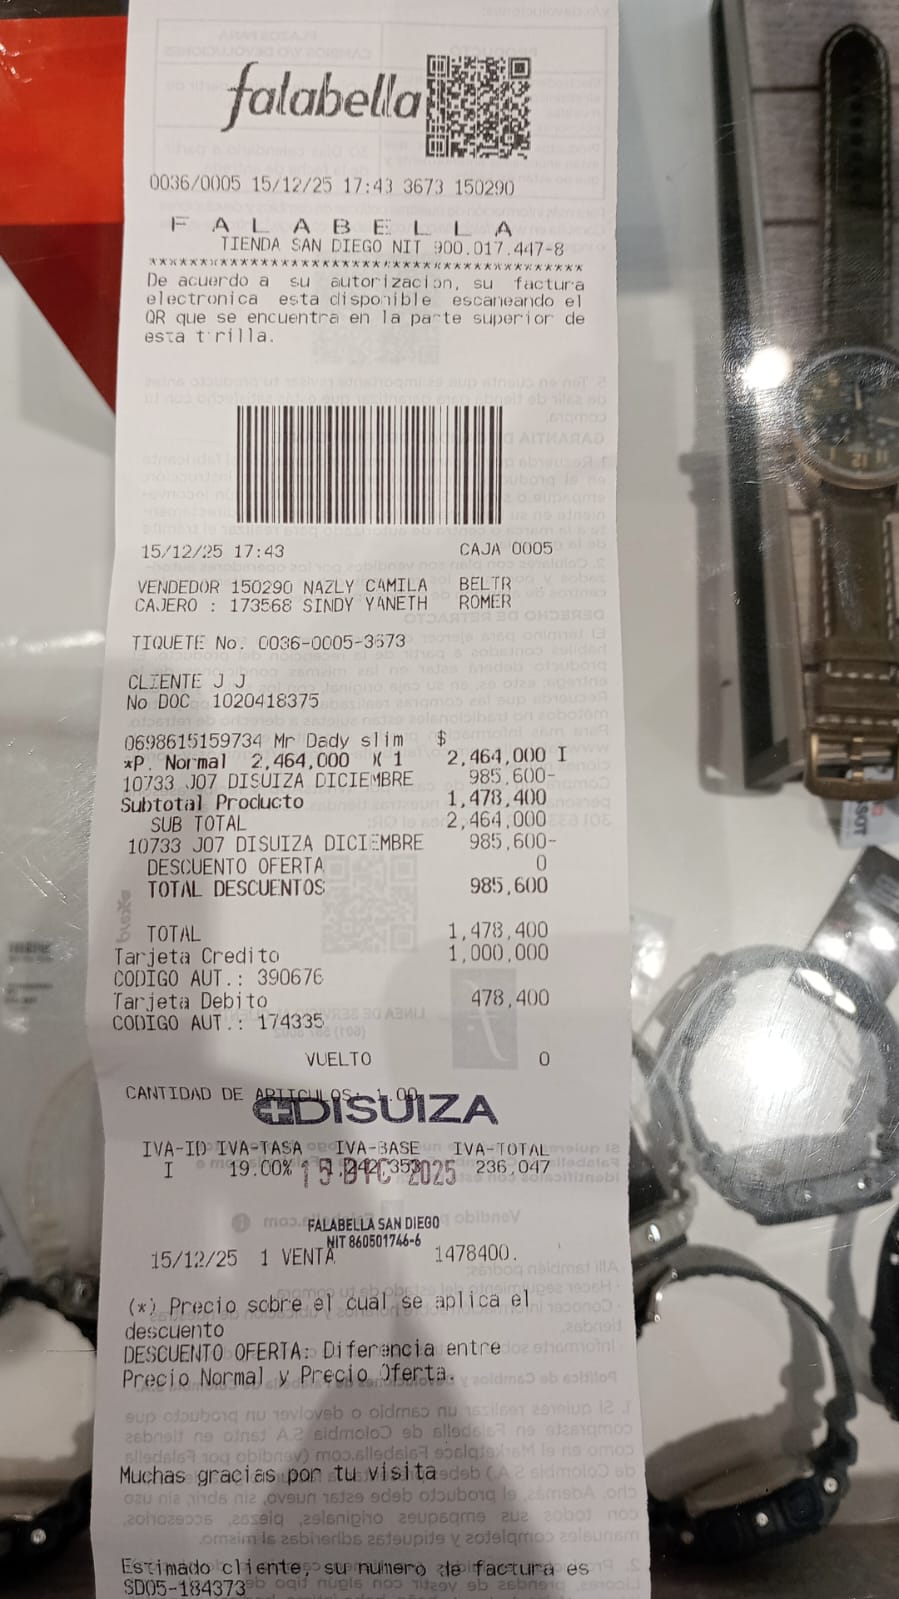 falabella
0036/0005 15/12/25 17:43 3673 150290
F A L A B E L L A
TIENDA SAN DIEGO NIT 900.017.447-8
De acuerdo a su autorizacion, su factura
electronica esta disponible escaneando el
QR que se encuentra en la parte superior de
esta tirilla.
15/12/25 17:43 CAJA 0005
VENDEDOR 150290 NAZLY CAMILA BELTR
CAJERO : 173568 SINDY YANETH ROMER
TIQUETE No. 0036-0005-3673
CLIENTE J J
No DOC 1020418375
0698615159734 Mr Dady slim $
*P. Normal 2,464,000 X 1 2,464,000 I
10733 J07 DISUIZA DICIEMBRE 985,600-
Subtotal Producto 1,478,400
SUB TOTAL 2,464,000
10733 J07 DISUIZA DICIEMBRE 985,600-
DESCUENTO OFERTA 0
TOTAL DESCUENTOS 985,600
TOTAL 1,478,400
Tarjeta Credito 1,000,000
CODIGO AUT.: 390676
Tarjeta Debito 478,400
CODIGO AUT.: 174335
VUELTO 0
CANTIDAD DE ARTICULOS: 1.00
DISUIZA
IVA-ID IVA-TASA IVA-BASE IVA-TOTAL
I 19.00% 1,242,353 236,047
15 DIC 2025
FALABELLA SAN DIEGO
NIT 860501746-6
15/12/25 1 VENTA 1478400.
(*) Precio sobre el cual se aplica el
descuento
DESCUENTO OFERTA: Diferencia entre
Precio Normal y Precio Oferta.
Muchas gracias por tu visita
Estimado cliente, su numero de factura es
SD05-184373